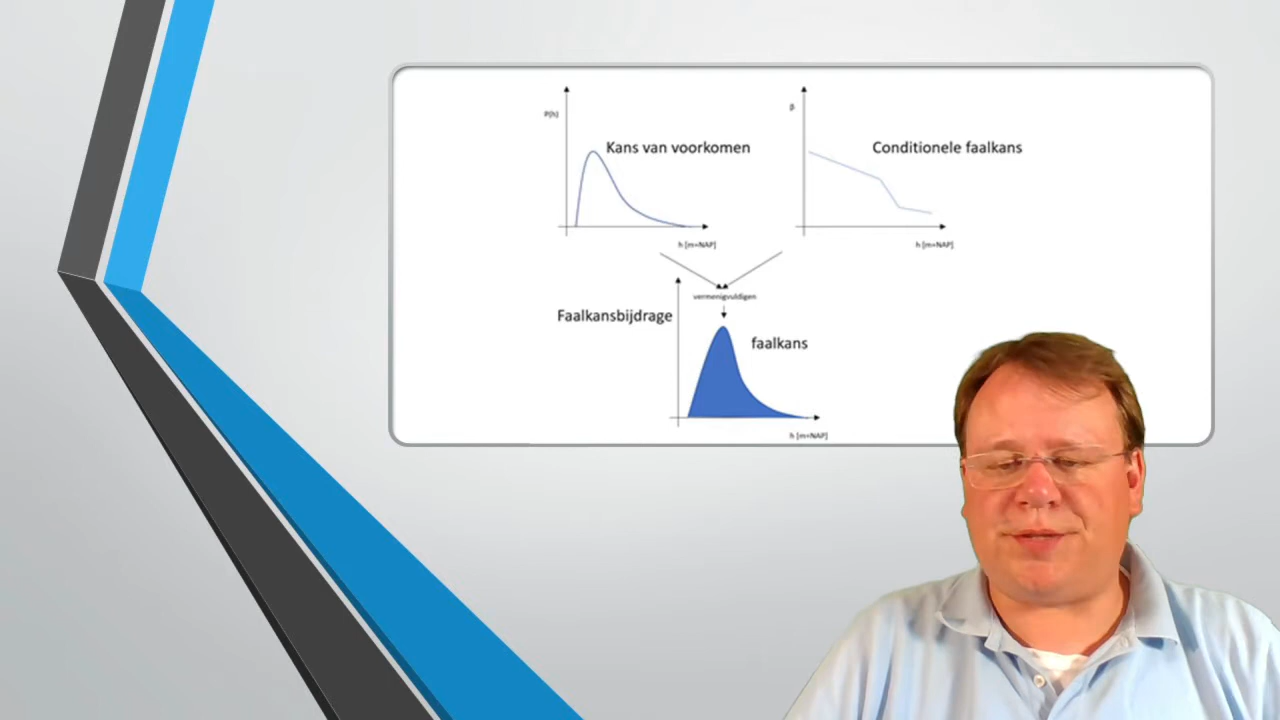 P(h)
Kans van voorkomen
h [m+NAP]
β
Conditionele faalkans
h [m+NAP]
vermenigvuldigen
Faalkansbijdrage
faalkans
h [m+NAP]